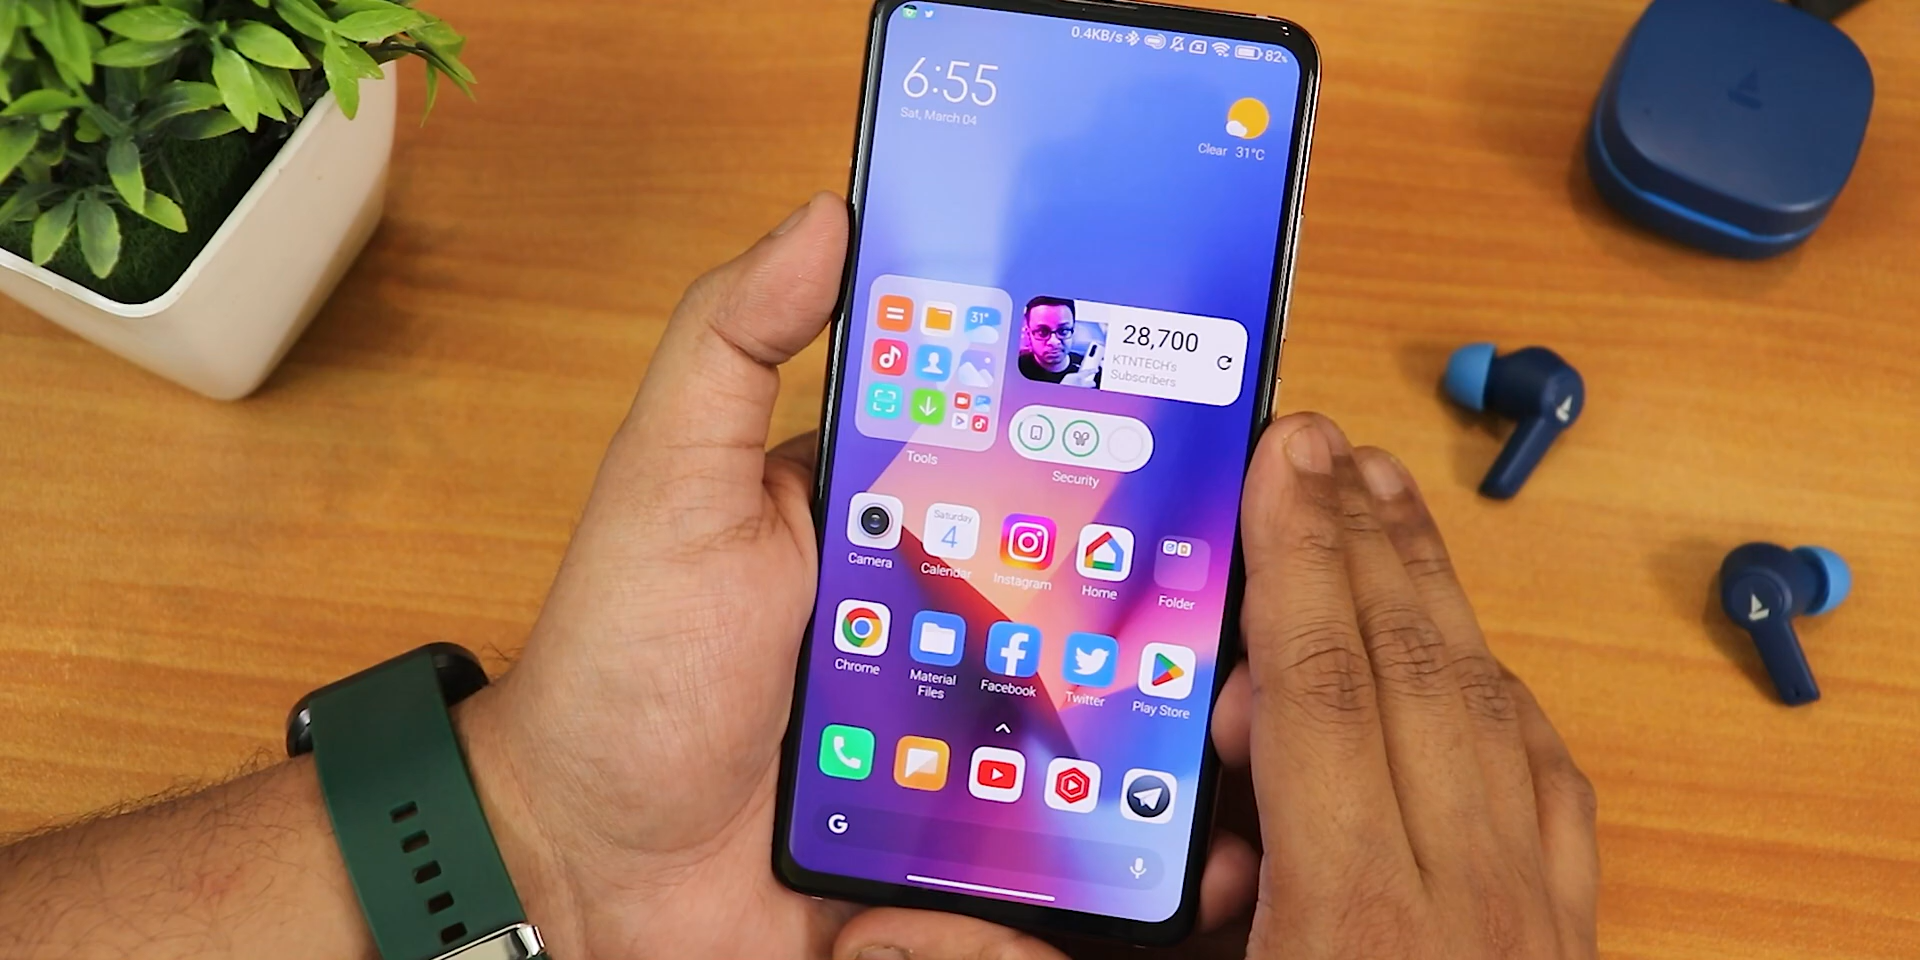 0.4KB/s
82%
6:55
Sat, March 04
Clear 31°C
31°
28,700
KTNTECH's
Subscribers
Tools
Security
Saturday
4
Camera
Calendar
Instagram
Home
Folder
Chrome
Material
Files
Facebook
Twitter
Play Store
G